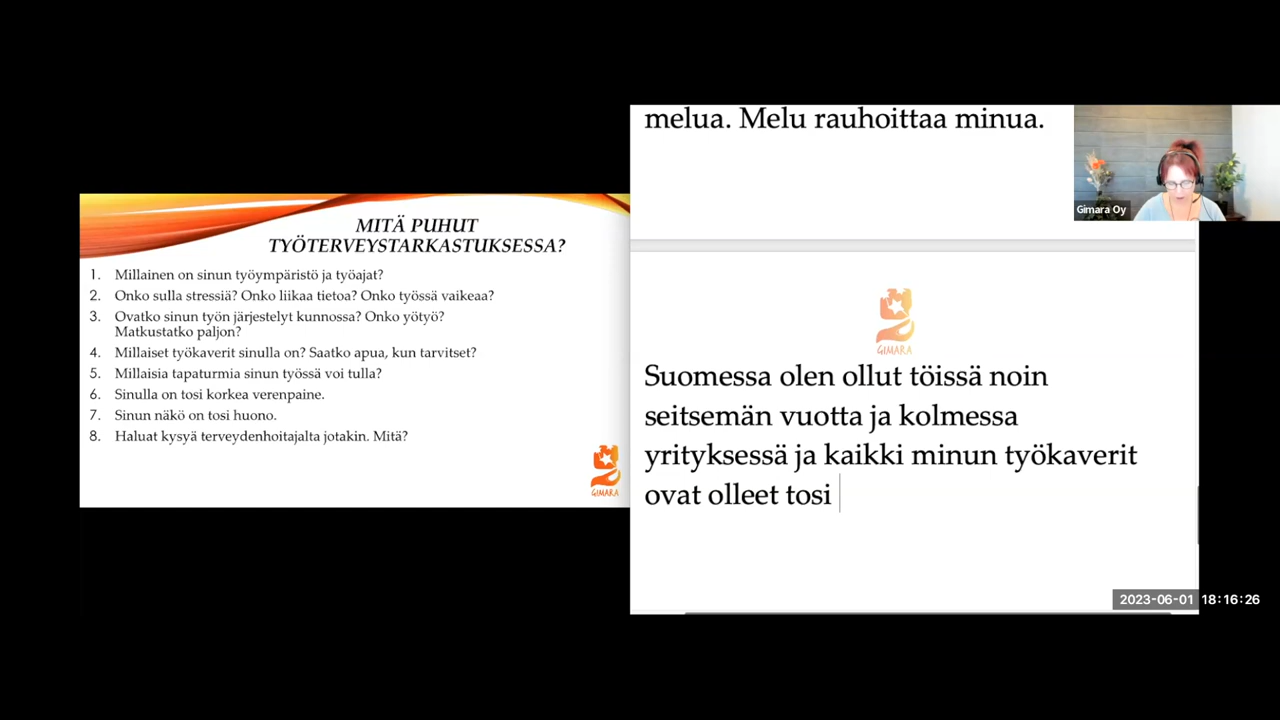 MITÄ PUHUT
TYÖTERVEYSTARKASTUKSESSA?
1. Millainen on sinun työympäristö ja työajat?
2. Onko sulla stressiä? Onko liikaa tietoa? Onko työssä vaikeaa?
3. Ovatko sinun työn järjestelyt kunnossa? Onko yötyö?
Matkustatko paljon?
4. Millaiset työkaverit sinulla on? Saatko apua, kun tarvitset?
5. Millaisia tapaturmia sinun työssä voi tulla?
6. Sinulla on tosi korkea verenpaine.
7. Sinun näkö on tosi huono.
8. Haluat kysyä terveydenhoitajalta jotakin. Mitä?
GIMARA
melua. Melu rauhoittaa minua.
Gimara Oy
GIMARA
Suomessa olen ollut töissä noin
seitsemän vuotta ja kolmessa
yrityksessä ja kaikki minun työkaverit
ovat olleet tosi
2023-06-01 18:16:26